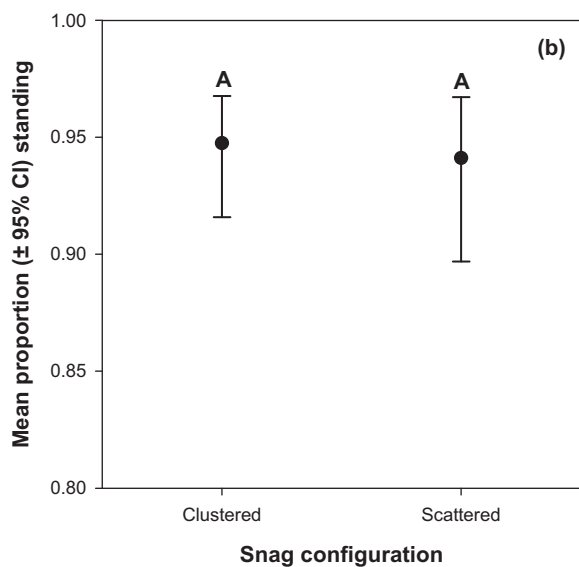 1.00
(b)
A A
0.95
0.90
0.85
0.80
Clustered Scattered
Snag configuration
Mean proportion (± 95% CI) standing